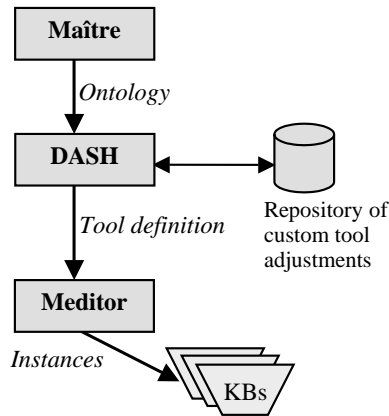 Maître
Ontology
DASH
Repository of
custom tool
adjustments
Tool definition
Meditor
Instances
KBs